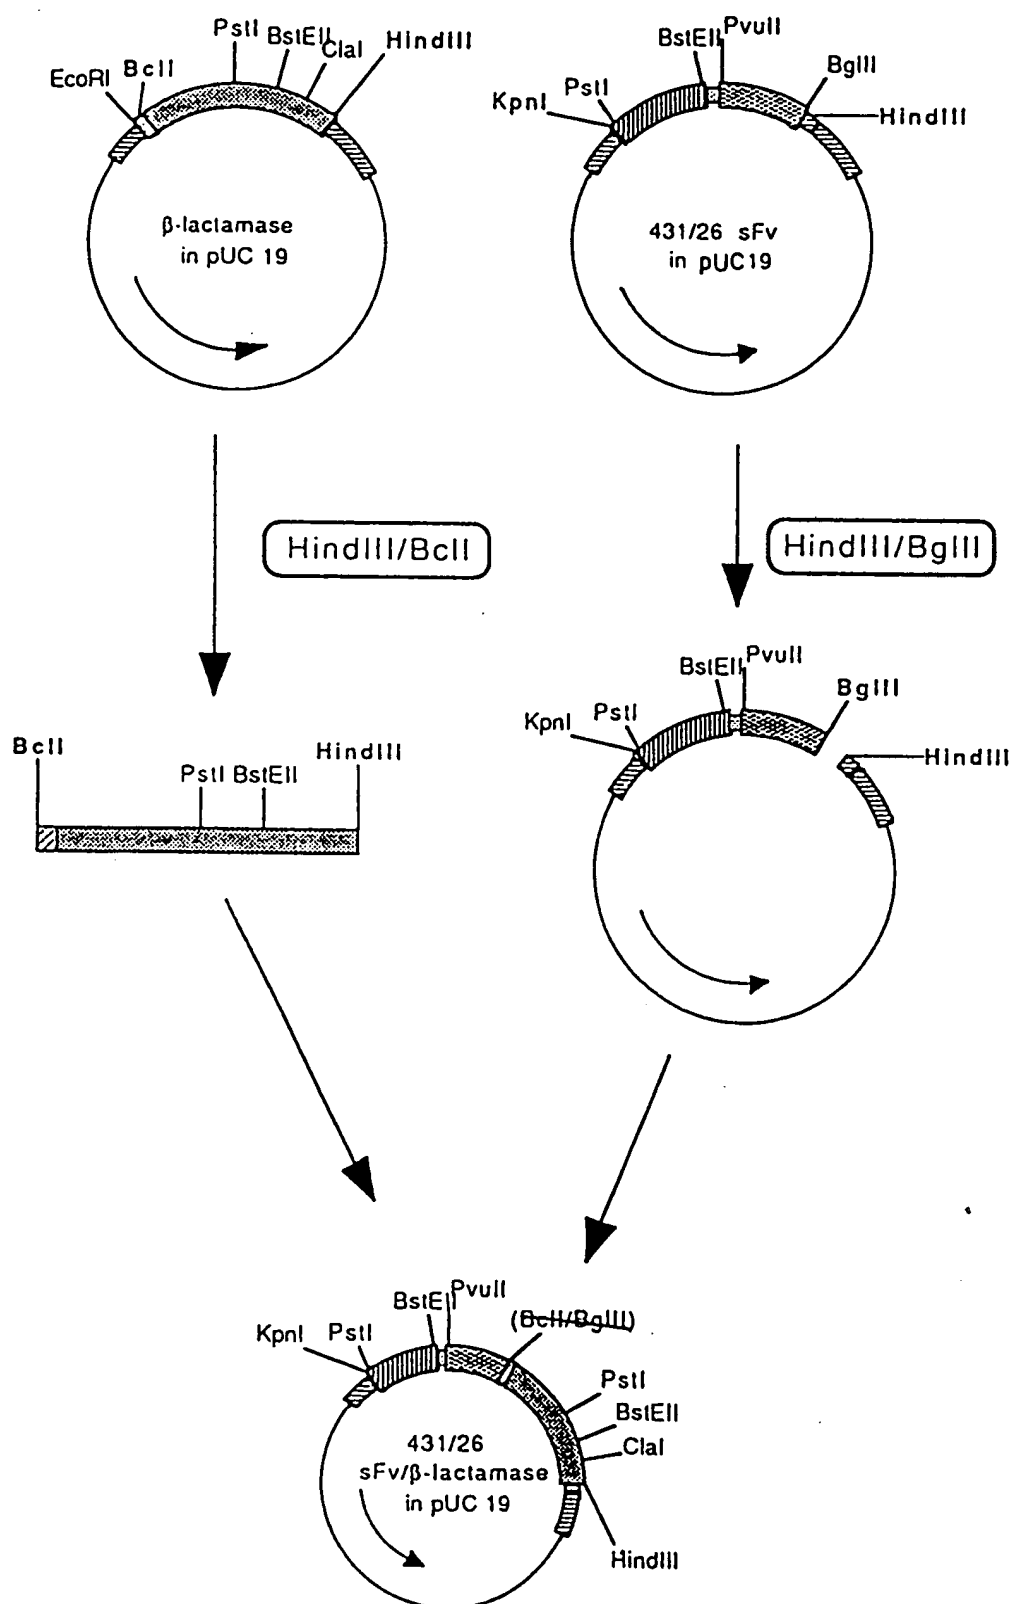 EcoRI
BclI
PstI
BstEII
ClaI
HindIII
β-lactamase
in pUC 19
KpnI
PstI
BstEII
PvuII
BglII
HindIII
431/26 sFv
in pUC19
HindIII/BclI
HindIII/BglII
BclI
PstI
BstEII
HindIII
KpnI
PstI
BstEII
PvuII
BglII
HindIII
KpnI
PstI
BstEII
PvuII
(BclI/BglII)
PstI
BstEII
ClaI
HindIII
431/26
sFv/β-lactamase
in pUC 19